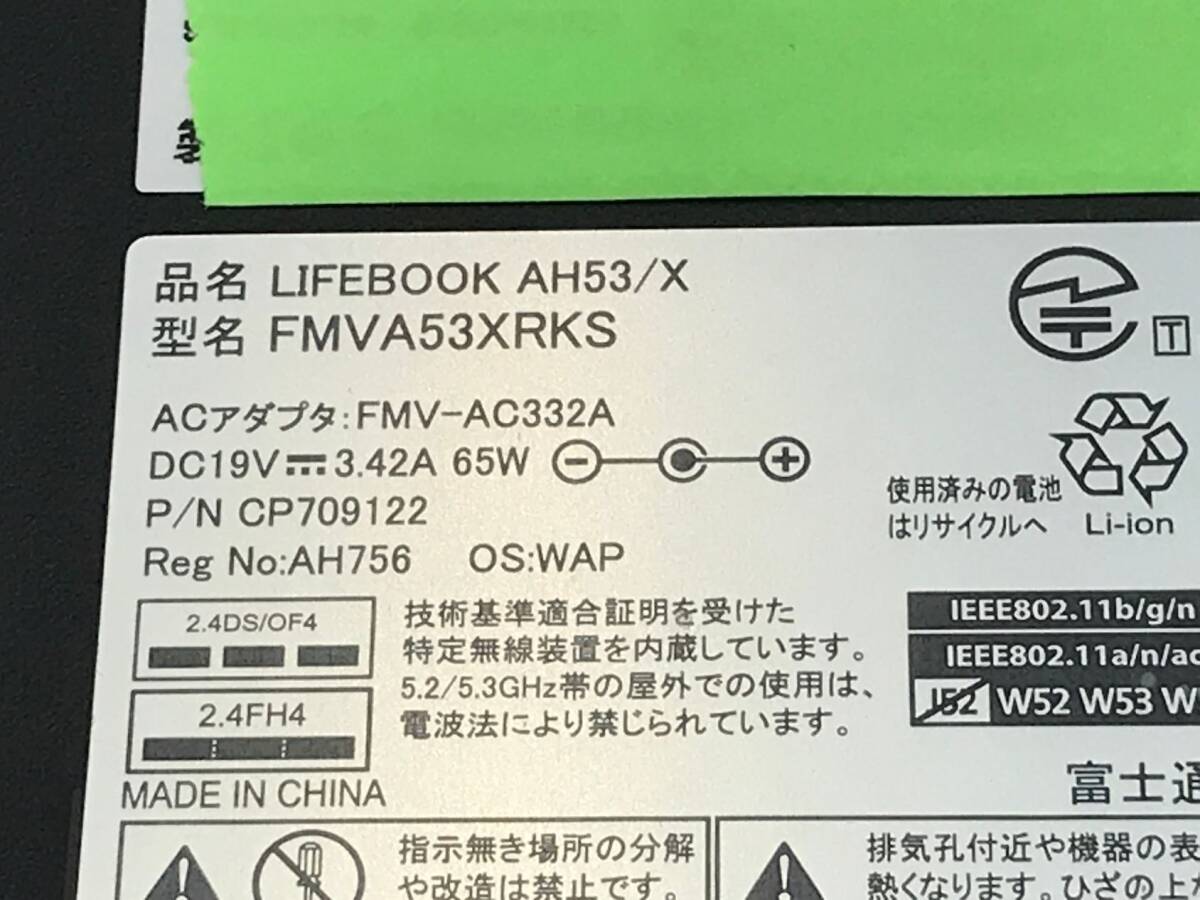 品名 LIFEBOOK AH53/X
型名 FMVA53XRKS
ACアダプタ:FMV-AC332A
DC19V⎓3.42A 65W
P/N CP709122
Reg No:AH756 OS:WAP
T
使用済みの電池
はリサイクルへ Li-ion
2.4DS/OF4
2.4FH4
技術基準適合証明を受けた
特定無線装置を内蔵しています。
5.2/5.3GHz帯の屋外での使用は、
電波法により禁じられています。
IEEE802.11b/g/n
IEEE802.11a/n/ac
J52 W52 W53 W
MADE IN CHINA
富士通
指示無き場所の分解
や改造は禁止です。
排気孔付近や機器の表
熱くなります。ひざの上